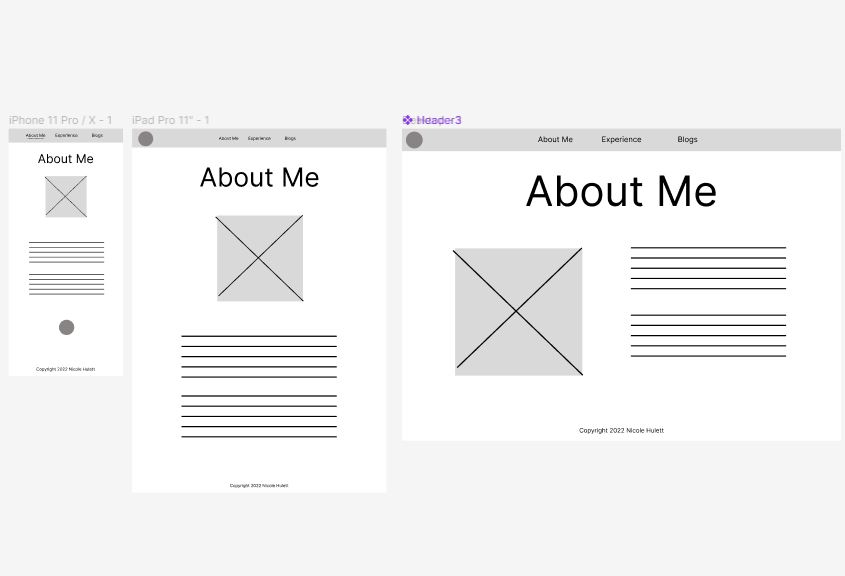 iPhone 11 Pro / X - 1
About Me Experience Blogs
About Me
Copyright 2022 Nicole Hulett
iPad Pro 11" - 1
About Me Experience Blogs
About Me
Copyright 2022 Nicole Hulett
Header3
About Me Experience Blogs
About Me
Copyright 2022 Nicole Hulett